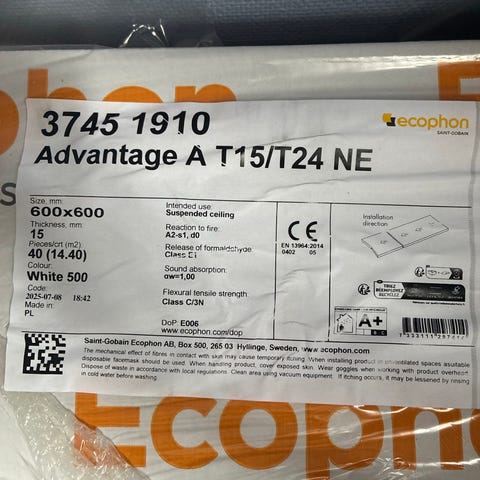 ecophon
3745 1910
Advantage A T15/T24 NE
ecophon
SAINT-GOBAIN
Size, mm:
600x600
Thickness, mm:
15
Pieces/crt (m2)
40 (14.40)
Colour:
White 500
Code:
2025-07-08 18:42
Made in:
PL
Intended use:
Suspended ceiling
Reaction to fire:
A2-s1, d0
Release of formaldehyde:
Class E1
Sound absorption:
αw=1,00
Flexural tensile strength:
Class C/3N
DoP: E006
www.ecophon.com/dop
CE
EN 13964:2014
0402 05
Installation
direction
TRIEZ
RÉEMPLOYEZ
RECYCLEZ
A+
Saint-Gobain Ecophon AB, Box 500, 265 03 Hyllinge, Sweden, www.ecophon.com
The mechanical effect of fibres in contact with skin may cause temporary itching. When installing product in unventilated spaces
disposable facemask should be used. When handling product, cover exposed skin. Wear goggles when working with product overhead.
Dispose of waste in accordance with local regulations. Clean area using vacuum equipment. If itching occurs, it may be lessened by rinsing
in cold water before washing.
Ecopho